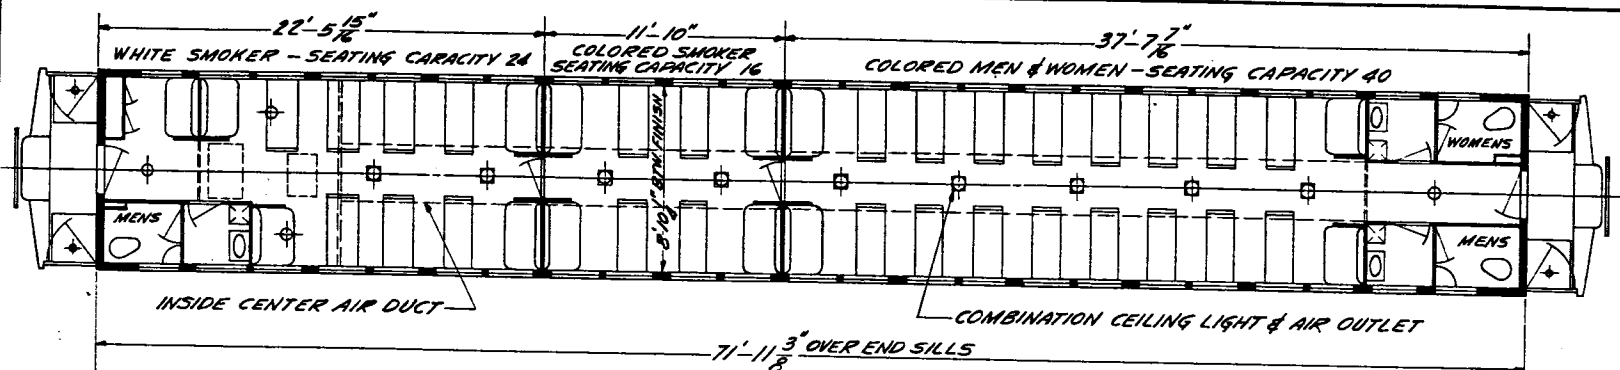 22'-5 15/16"
11'-10"
37'-7 7/16"
WHITE SMOKER - SEATING CAPACITY 24
COLORED SMOKER
SEATING CAPACITY 16
COLORED MEN & WOMEN - SEATING CAPACITY 40
8'-10 1/2" BTW. FINISH
WOMENS
MENS
MENS
INSIDE CENTER AIR DUCT
COMBINATION CEILING LIGHT & AIR OUTLET
71'-11 3/8" OVER END SILLS